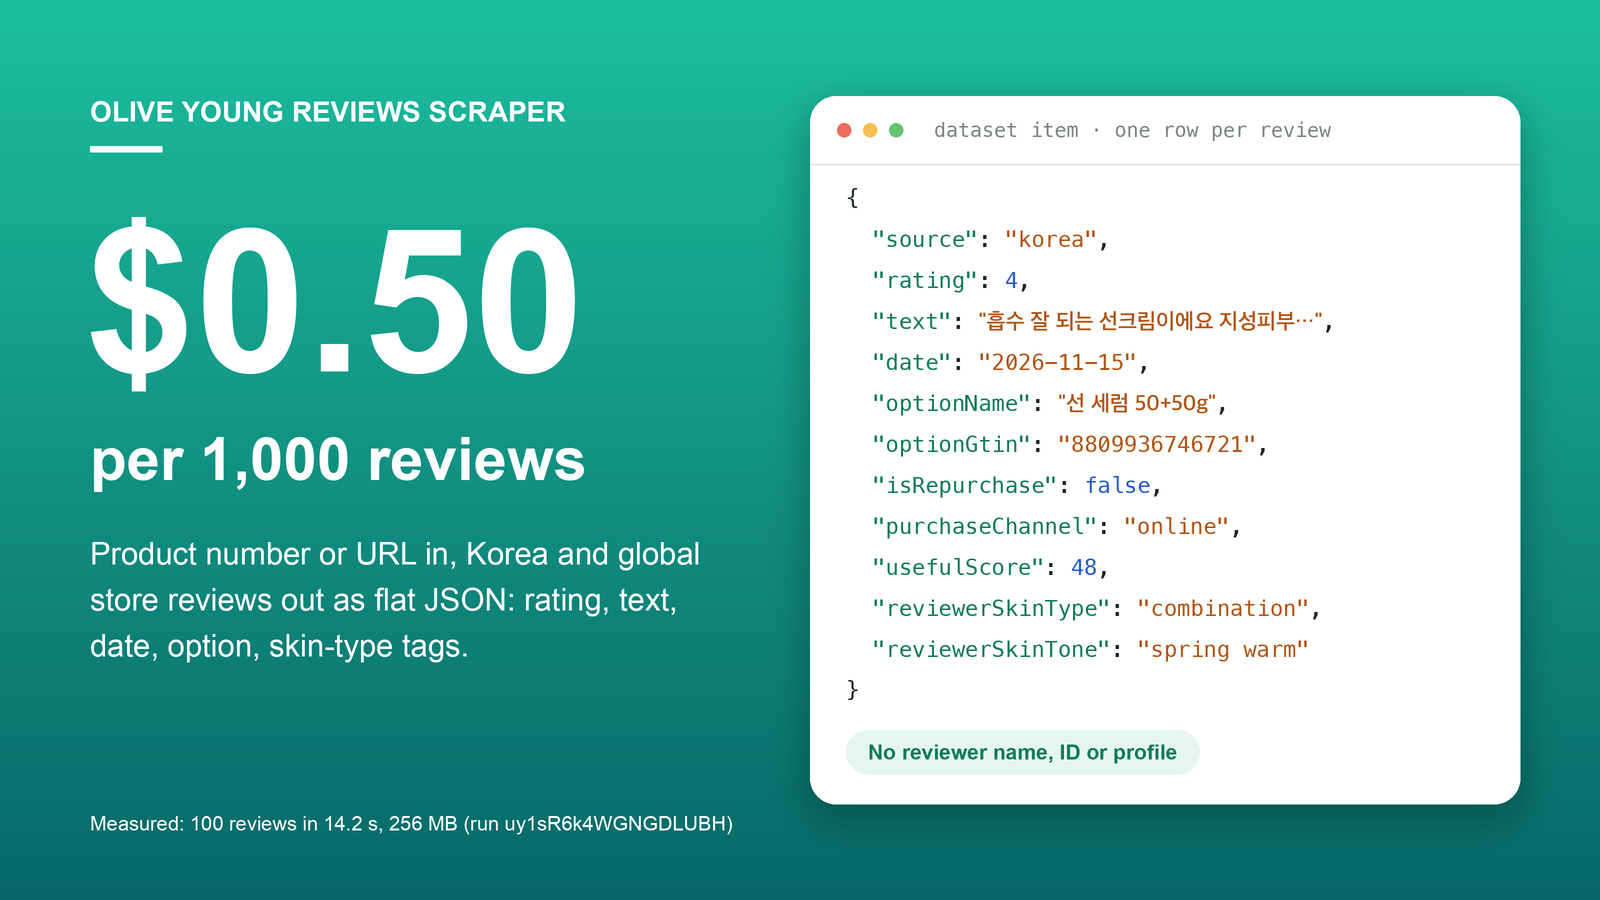 OLIVE YOUNG REVIEWS SCRAPER
$0.50
per 1,000 reviews
Product number or URL in, Korea and global
store reviews out as flat JSON: rating, text,
date, option, skin-type tags.
Measured: 100 reviews in 14.2 s, 256 MB (run uy1sR6k4WGNGDLUBH)
dataset item · one row per review
{
"source": "korea",
"rating": 4,
"text": "흡수 잘 되는 선크림이에요 지성피부…",
"date": "2026-11-15",
"optionName": "선 세럼 50+50g",
"optionGtin": "8809936746721",
"isRepurchase": false,
"purchaseChannel": "online",
"usefulScore": 48,
"reviewerSkinType": "combination",
"reviewerSkinTone": "spring warm"
}
No reviewer name, ID or profile